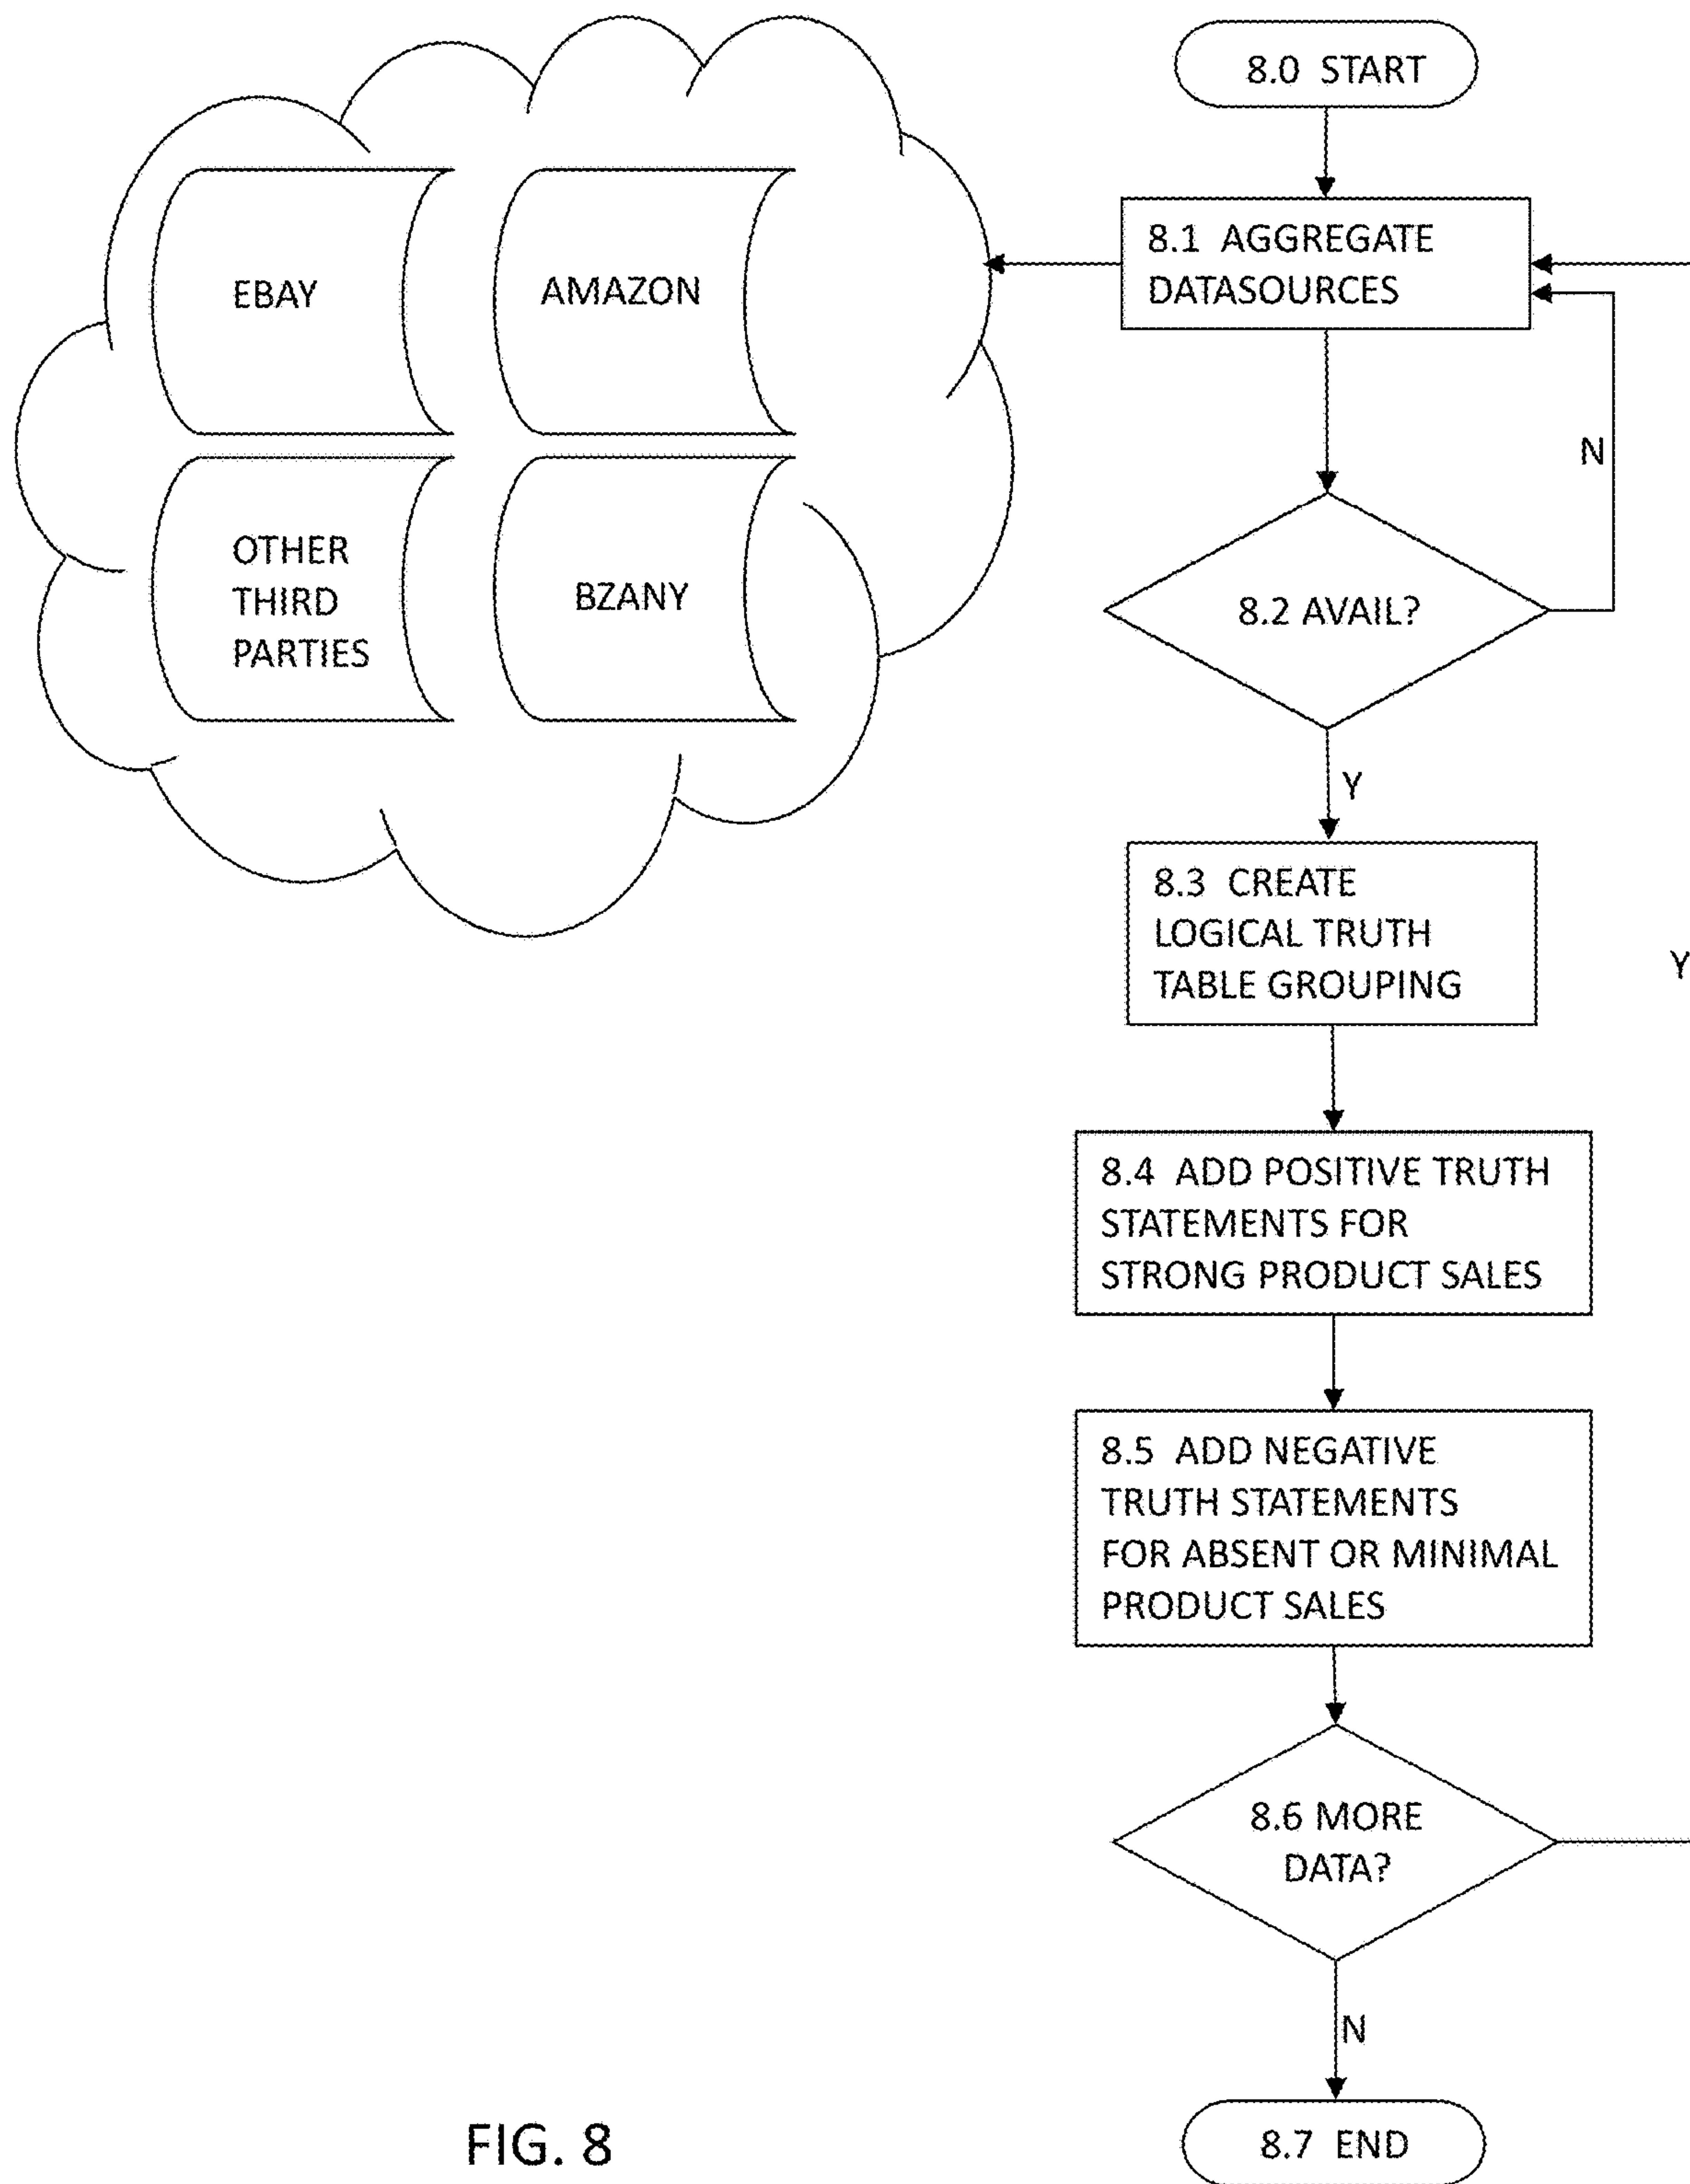 8.0 START
8.1 AGGREGATE
DATASOURCES
EBAY
AMAZON
OTHER
THIRD
PARTIES
BZANY
N
8.2 AVAIL?
Y
8.3 CREATE
LOGICAL TRUTH
TABLE GROUPING
Y
8.4 ADD POSITIVE TRUTH
STATEMENTS FOR
STRONG PRODUCT SALES
8.5 ADD NEGATIVE
TRUTH STATEMENTS
FOR ABSENT OR MINIMAL
PRODUCT SALES
8.6 MORE
DATA?
N
8.7 END
FIG. 8